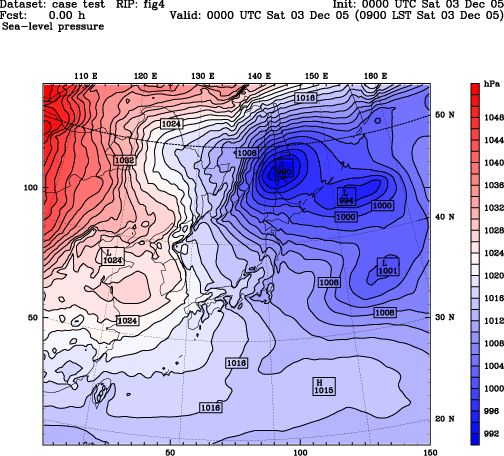 Dataset: case test RIP: fig4 Init: 0000 UTC Sat 03 Dec 05
Fcst: 0.00 h Valid: 0000 UTC Sat 03 Dec 05 (0900 LST Sat 03 Dec 05)
Sea-level pressure
110 E 120 E 130 E 140 E 150 E 160 E
hPa
1016
1048
50 N
1024
1044
1040
1008
1032
1036
L
100
L
994
1032
1000
1028
1000
40 N
1024
L
1024
L
1001
1020
1008
1016
1012
50
1024
1008
30 N
1008
1004
1016
H
1015
1000
1016
996
20 N
992
50 100 150